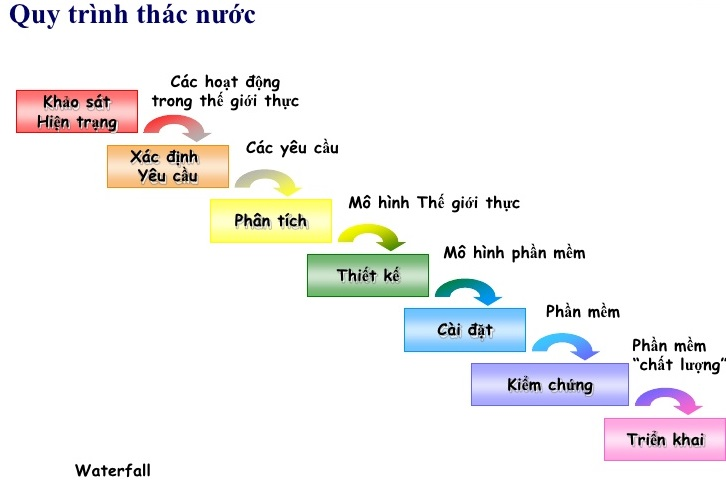 Quy trình thác nước
Các hoạt động
trong thế giới thực
Khảo sát
Hiện trạng
Các yêu cầu
Xác định
Yêu cầu
Mô hình Thế giới thực
Phân tích
Mô hình phần mềm
Thiết kế
Phần mềm
Cài đặt
Phần mềm
“chất lượng”
Kiểm chứng
Triển khai
Waterfall